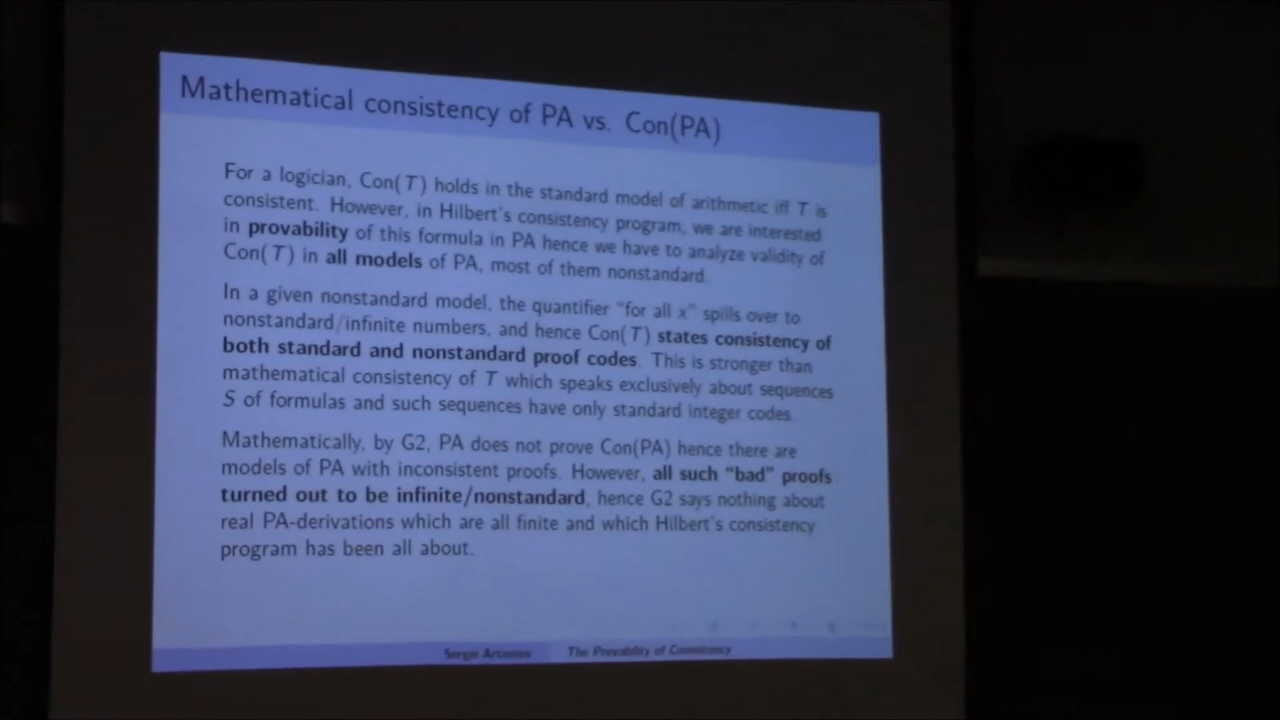 Mathematical consistency of PA vs. Con(PA)
For a logician, Con(T) holds in the standard model of arithmetic iff T is
consistent. However, in Hilbert's consistency program, we are interested
in provability of this formula in PA hence we have to analyze validity of
Con(T) in all models of PA, most of them nonstandard.
In a given nonstandard model, the quantifier "for all x" spills over to
nonstandard/infinite numbers, and hence Con(T) states consistency of
both standard and nonstandard proof codes. This is stronger than
mathematical consistency of T which speaks exclusively about sequences
S of formulas and such sequences have only standard integer codes.
Mathematically, by G2, PA does not prove Con(PA) hence there are
models of PA with inconsistent proofs. However, all such "bad" proofs
turned out to be infinite/nonstandard, hence G2 says nothing about
real PA-derivations which are all finite and which Hilbert's consistency
program has been all about.
Sergei Artemov The Provability of Consistency